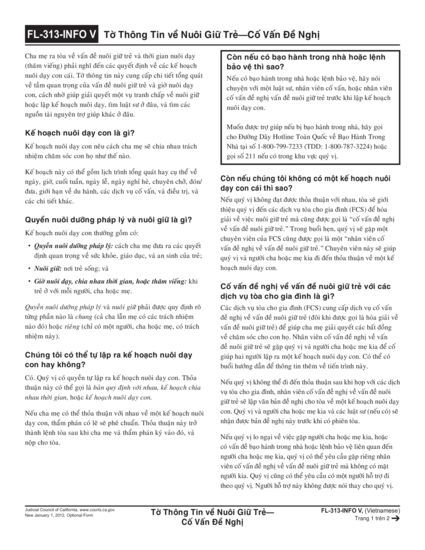 FL-313-INFO V Tờ Thông Tin về Nuôi Giữ Trẻ—Cố Vấn Đề Nghị
Cha mẹ ra tòa về vấn đề nuôi giữ trẻ và thời gian nuôi dạy
(thăm viếng) phải nghĩ đến các quyết định về các kế hoạch
nuôi dạy con cái. Tờ thông tin này cung cấp chi tiết tổng quát
về tầm quan trọng của vấn đề nuôi giữ trẻ và giờ nuôi dạy
con, cách nhờ giúp giải quyết một vụ tranh chấp về nuôi giữ
hoặc lập kế hoạch nuôi dạy, tìm luật sư ở đâu, và tìm các
nguồn tài nguyên trợ giúp khác ở đâu.
Kế hoạch nuôi dạy con là gì?
Kế hoạch nuôi dạy con nêu cách cha mẹ sẽ chia nhau trách
nhiệm chăm sóc con họ như thế nào.
Kế hoạch này có thể gồm lịch trình tổng quát hay cụ thể về
ngày, giờ, cuối tuần, ngày lễ, ngày nghỉ hè, chuyên chở, đón/
đưa, giới hạn về du hành, các dịch vụ cố vấn, và điều trị, và
các chi tiết khác.
Quyền nuôi dưỡng pháp lý và nuôi giữ là gì?
Kế hoạch nuôi dạy con thường gồm có:
• Quyền nuôi dưỡng pháp lý: cách cha mẹ đưa ra các quyết
định quan trọng về sức khỏe, giáo dục, và an sinh của trẻ;
• Nuôi giữ: nơi trẻ sống; và
• Giờ nuôi dạy, chia nhau thời gian, hoặc thăm viếng: khi
trẻ ở với mỗi người, cha hoặc mẹ.
Quyền nuôi dưỡng pháp lý và nuôi giữ phải được quy định rõ
từng phần nào là chung (cả cha lẫn mẹ có các trách nhiệm
nào đó) hoặc riêng (chỉ có một người, cha hoặc mẹ, có trách
nhiệm này).
Chúng tôi có thể tự lập ra kế hoạch nuôi dạy
con hay không?
Có. Quý vị có quyền tự lập ra kế hoạch nuôi dạy con. Thỏa
thuận này có thể gọi là bản quy định với nhau, kế hoạch chia
nhau thời gian, hoặc kế hoạch nuôi dạy con.
Nếu cha mẹ có thể thỏa thuận với nhau về một kế hoạch nuôi
dạy con, thẩm phán có lẽ sẽ phê chuẩn. Thỏa thuận này trở
thành lệnh tòa sau khi cha mẹ và thẩm phán ký vào đó, và
nộp cho tòa.
Còn nếu có bạo hành trong nhà hoặc lệnh
bảo vệ thì sao?
Nếu có bạo hành trong nhà hoặc lệnh bảo vệ, hãy nói
chuyện với một luật sư, nhân viên cố vấn, hoặc nhân viên
cố vấn đề nghị về nuôi giữ trẻ trước khi lập kế hoạch
nuôi dạy con.
Muốn được trợ giúp nếu bị bạo hành trong nhà, hãy gọi
cho Đường Dây Hotline Toàn Quốc về Bạo Hành Trong
Nhà tại số 1-800-799-7233 (TDD: 1-800-787-3224) hoặc
gọi số 211 nếu có trong khu vực quý vị.
Còn nếu chúng tôi không có một kế hoạch nuôi
dạy con cái thì sao?
Nếu quý vị không đạt được thỏa thuận với nhau, tòa sẽ giới
thiệu quý vị đến các dịch vụ tòa cho gia đình (FCS) để hòa
giải về việc nuôi giữ trẻ mà cũng được gọi là "cố vấn đề nghị
về vấn đề nuôi giữ trẻ." Trong buổi hẹn, quý vị sẽ gặp một
chuyên viên của FCS cũng được gọi là một "nhân viên cố
vấn đề nghị về vấn đề nuôi giữ trẻ." Chuyên viên này sẽ giúp
quý vị và người cha hoặc mẹ kia đi đến thỏa thuận về một kế
hoạch nuôi dạy con.
Cố vấn đề nghị về vấn đề nuôi giữ trẻ với các
dịch vụ tòa cho gia đình là gì?
Các dịch vụ tòa cho gia đình (FCS) cung cấp dịch vụ cố vấn
đề nghị về vấn đề nuôi giữ trẻ (đôi khi được gọi là hòa giải về
vấn đề nuôi giữ trẻ) để giúp cha mẹ giải quyết các bất đồng
về chăm sóc cho con họ. Nhân viên cố vấn đề nghị về vấn
đề nuôi giữ trẻ sẽ gặp quý vị và người cha hoặc mẹ kia để cố
giúp hai người lập ra một kế hoạch nuôi dạy con. Có thể có
buổi hướng dẫn để thông tin thêm về tiến trình này.
Nếu quý vị không thể đi đến thỏa thuận sau khi họp với các dịch
vụ tòa cho gia đình, nhân viên cố vấn đề nghị về vấn đề nuôi
giữ trẻ sẽ lập văn bản đề nghị cho tòa về một kế hoạch nuôi dạy
con. Quý vị và người cha hoặc mẹ kia và các luật sư (nếu có) sẽ
nhận được bản đề nghị này trước khi có phiên tòa.
Nếu quý vị lo ngại về việc gặp người cha hoặc mẹ kia, hoặc
có vấn đề bạo hành trong nhà hoặc lệnh bảo vệ liên quan đến
người cha hoặc mẹ kia, quý vị có thể yêu cầu gặp riêng nhân
viên cố vấn đề nghị về vấn đề nuôi giữ trẻ mà không có mặt
người kia. Quý vị cũng có thể yêu cầu có một người hỗ trợ đi
theo quý vị. Người hỗ trợ này không được nói thay cho quý vị.
Judicial Council of California, www.courts.ca.gov
New January 1, 2012, Optional Form
Tờ Thông Tin về Nuôi Giữ Trẻ—
Cố Vấn Đề Nghị
FL-313-INFO V, (Vietnamese)
Trang 1 trên 2 →